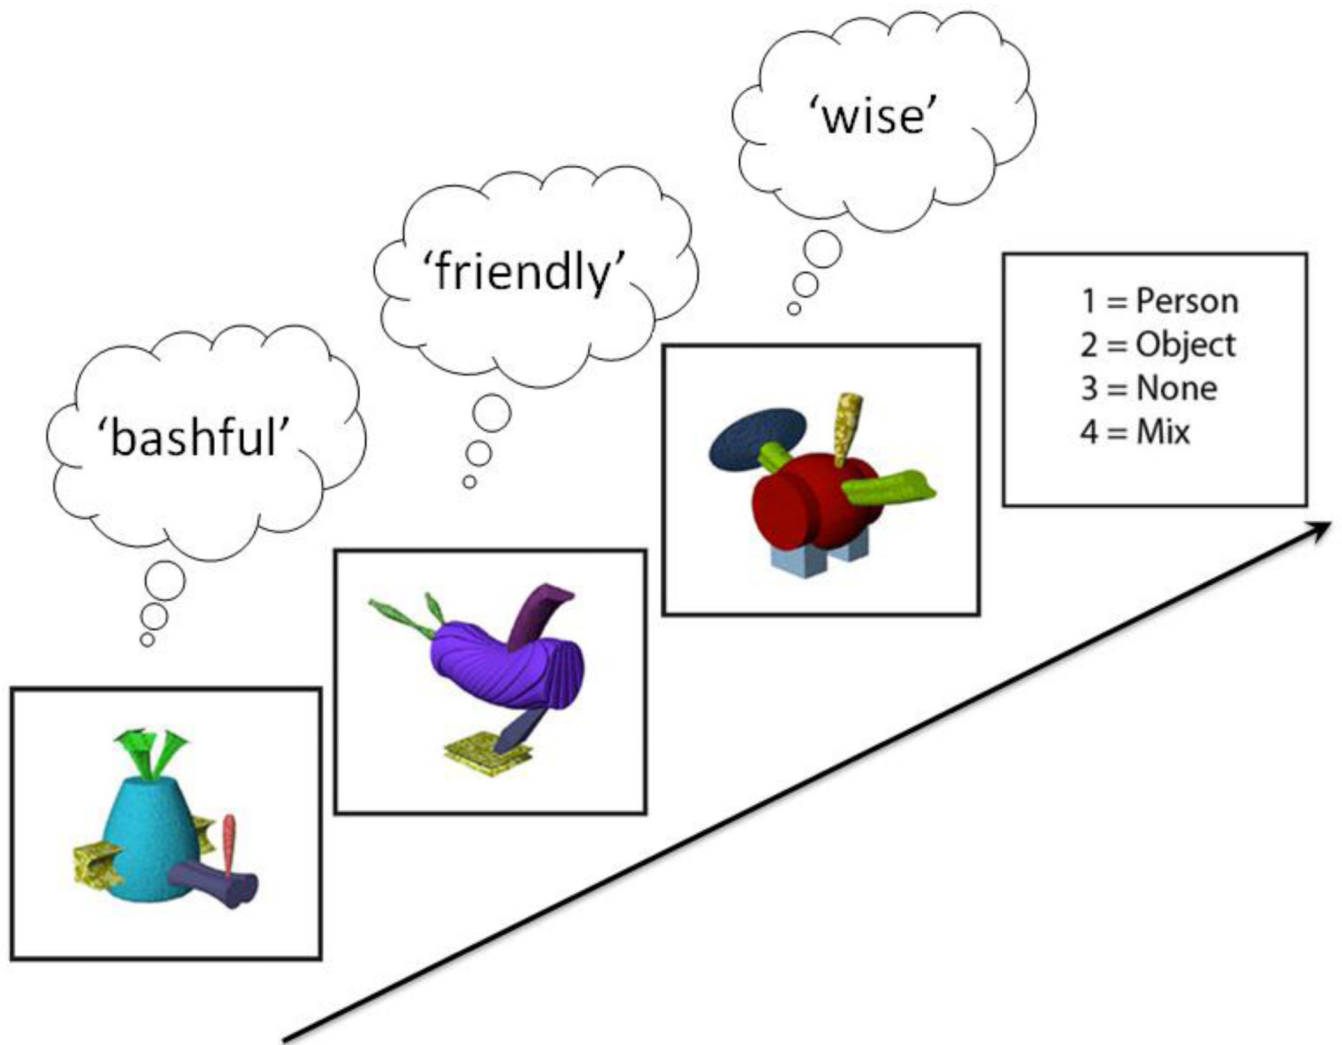 ‘bashful’
‘friendly’
‘wise’
1 = Person
2 = Object
3 = None
4 = Mix